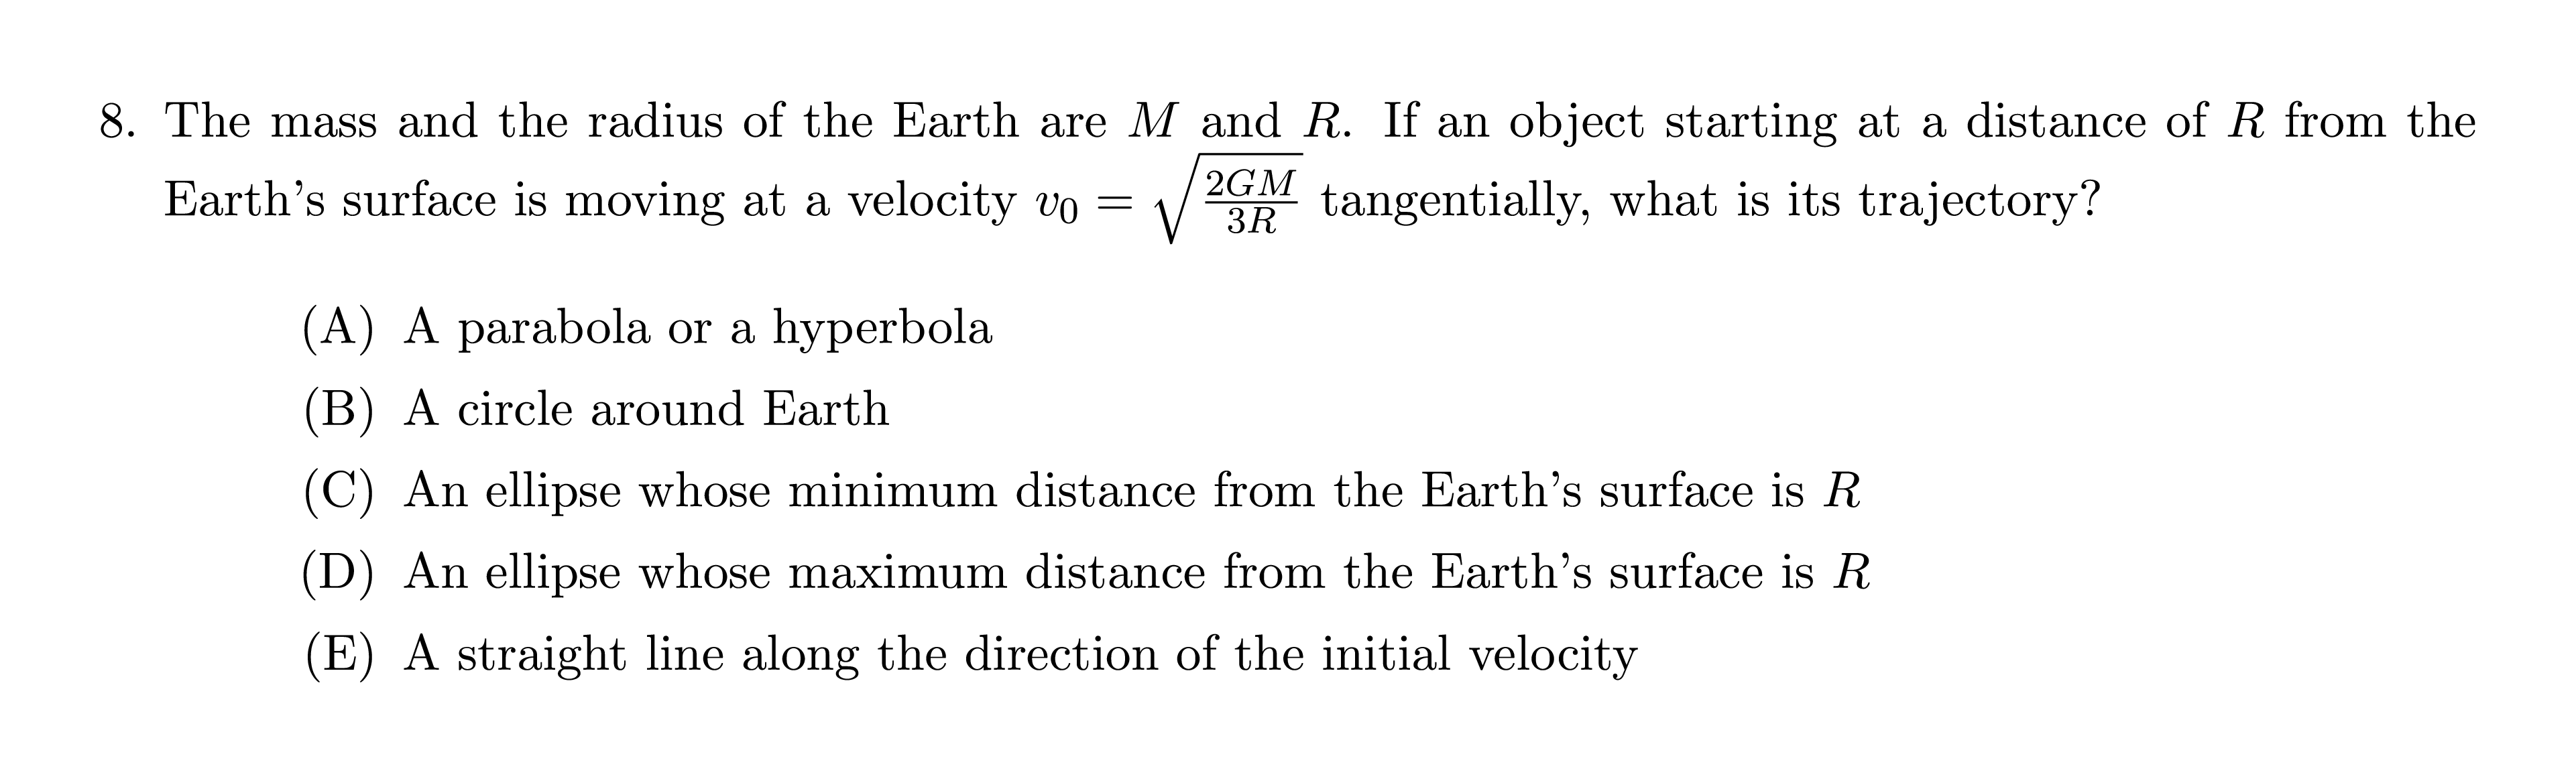 8. The mass and the radius of the Earth are M and R. If an object starting at a distance of R from the
Earth's surface is moving at a velocity $v_0 = \sqrt{\frac{2GM}{3R}}$ tangentially, what is its trajectory?
(A) A parabola or a hyperbola
(B) A circle around Earth
(C) An ellipse whose minimum distance from the Earth's surface is R
(D) An ellipse whose maximum distance from the Earth's surface is R
(E) A straight line along the direction of the initial velocity